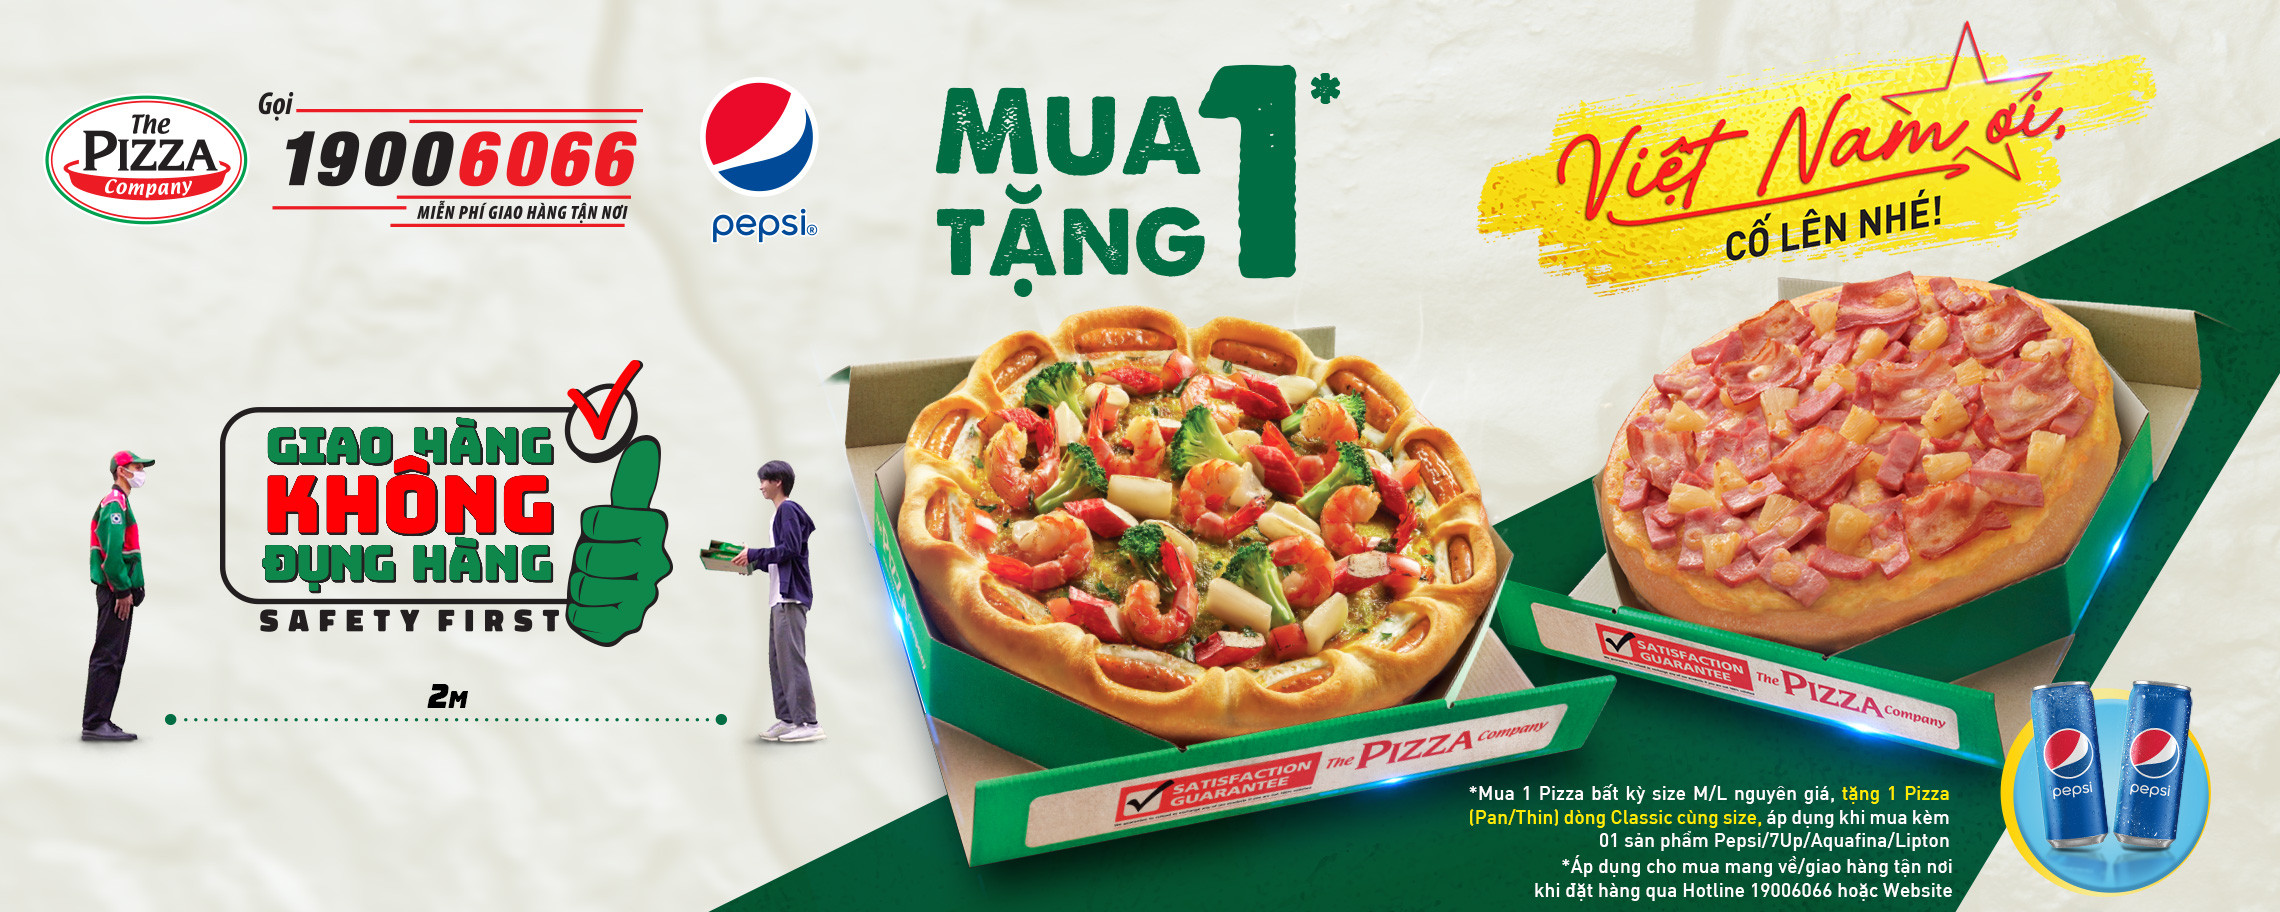 The
PIZZA
Company
Gọi
19006066
MIỄN PHÍ GIAO HÀNG TẬN NƠI
pepsi®
MUA 1*
TẶNG
Việt Nam ơi,
CỐ LÊN NHÉ!
GIAO HÀNG
KHÔNG
ĐỤNG HÀNG
SAFETY FIRST
2M
SATISFACTION
GUARANTEE
The PIZZA Company
SATISFACTION
GUARANTEE
The PIZZA Company
pepsi
pepsi
*Mua 1 Pizza bất kỳ size M/L nguyên giá, tặng 1 Pizza
(Pan/Thin) dòng Classic cùng size, áp dụng khi mua kèm
01 sản phẩm Pepsi/7Up/Aquafina/Lipton
*Áp dụng cho mua mang về/giao hàng tận nơi
khi đặt hàng qua Hotline 19006066 hoặc Website